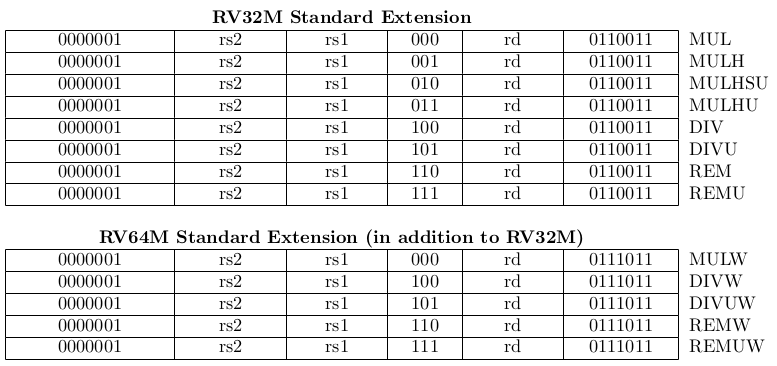 RV32M Standard Extension
0000001 rs2 rs1 000 rd 0110011 MUL
0000001 rs2 rs1 001 rd 0110011 MULH
0000001 rs2 rs1 010 rd 0110011 MULHSU
0000001 rs2 rs1 011 rd 0110011 MULHU
0000001 rs2 rs1 100 rd 0110011 DIV
0000001 rs2 rs1 101 rd 0110011 DIVU
0000001 rs2 rs1 110 rd 0110011 REM
0000001 rs2 rs1 111 rd 0110011 REMU
RV64M Standard Extension (in addition to RV32M)
0000001 rs2 rs1 000 rd 0111011 MULW
0000001 rs2 rs1 100 rd 0111011 DIVW
0000001 rs2 rs1 101 rd 0111011 DIVUW
0000001 rs2 rs1 110 rd 0111011 REMW
0000001 rs2 rs1 111 rd 0111011 REMUW